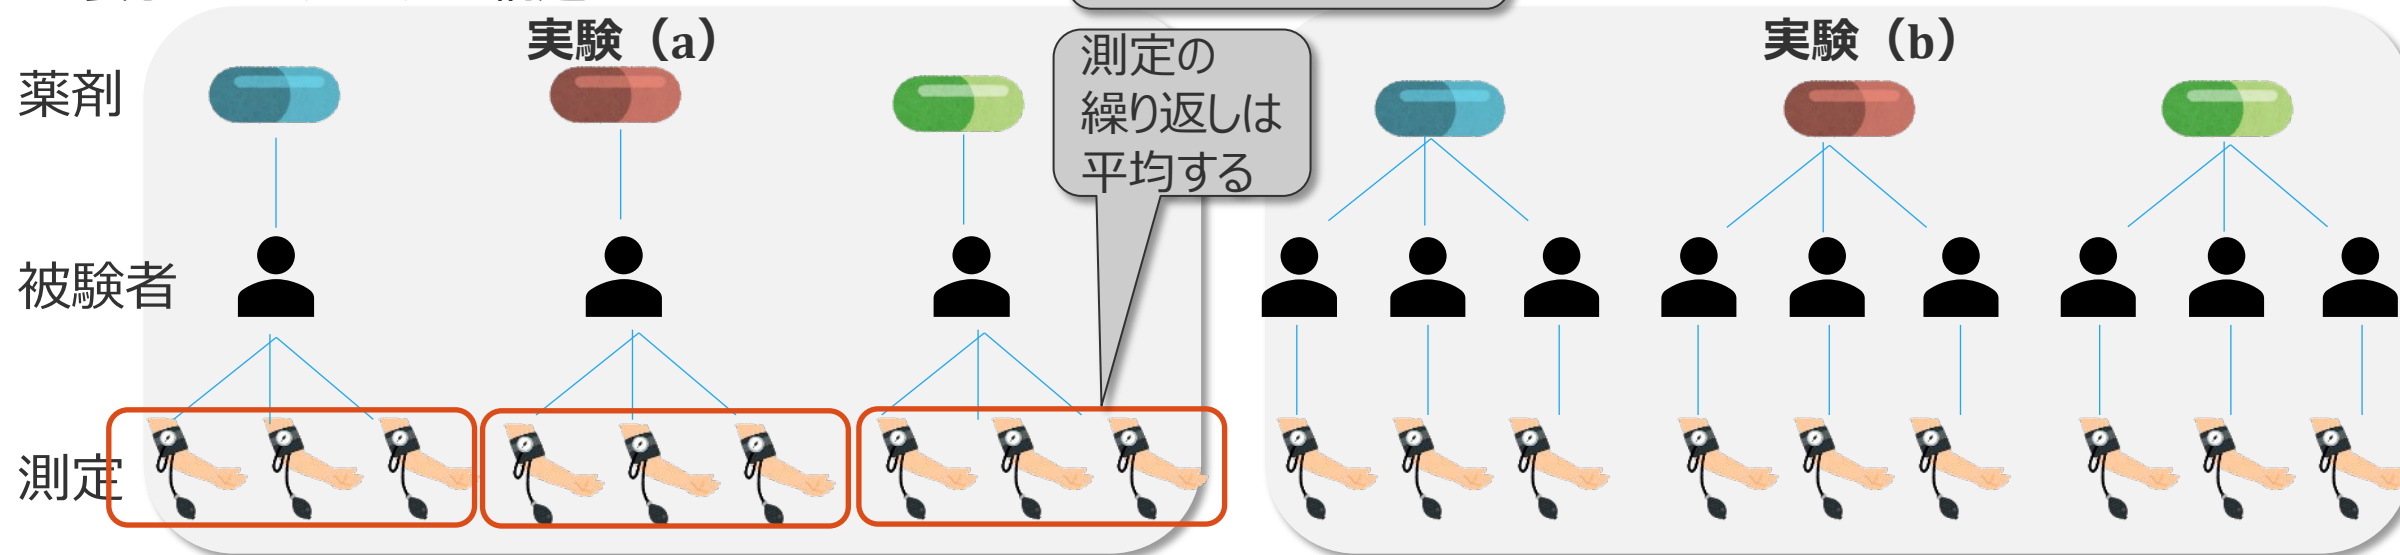 実験（a）
実験（b）
測定の
繰り返しは
平均する
薬剤
被験者
測定